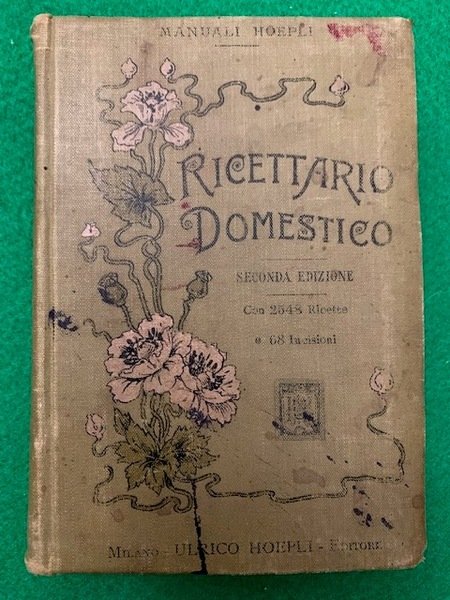 MANUALI HOEPLI
RICETTARIO
DOMESTICO
SECONDA EDIZIONE
Con 2548 Ricette
e 68 Incisioni
MILANO - ULRICO HOEPLI - EDITORE